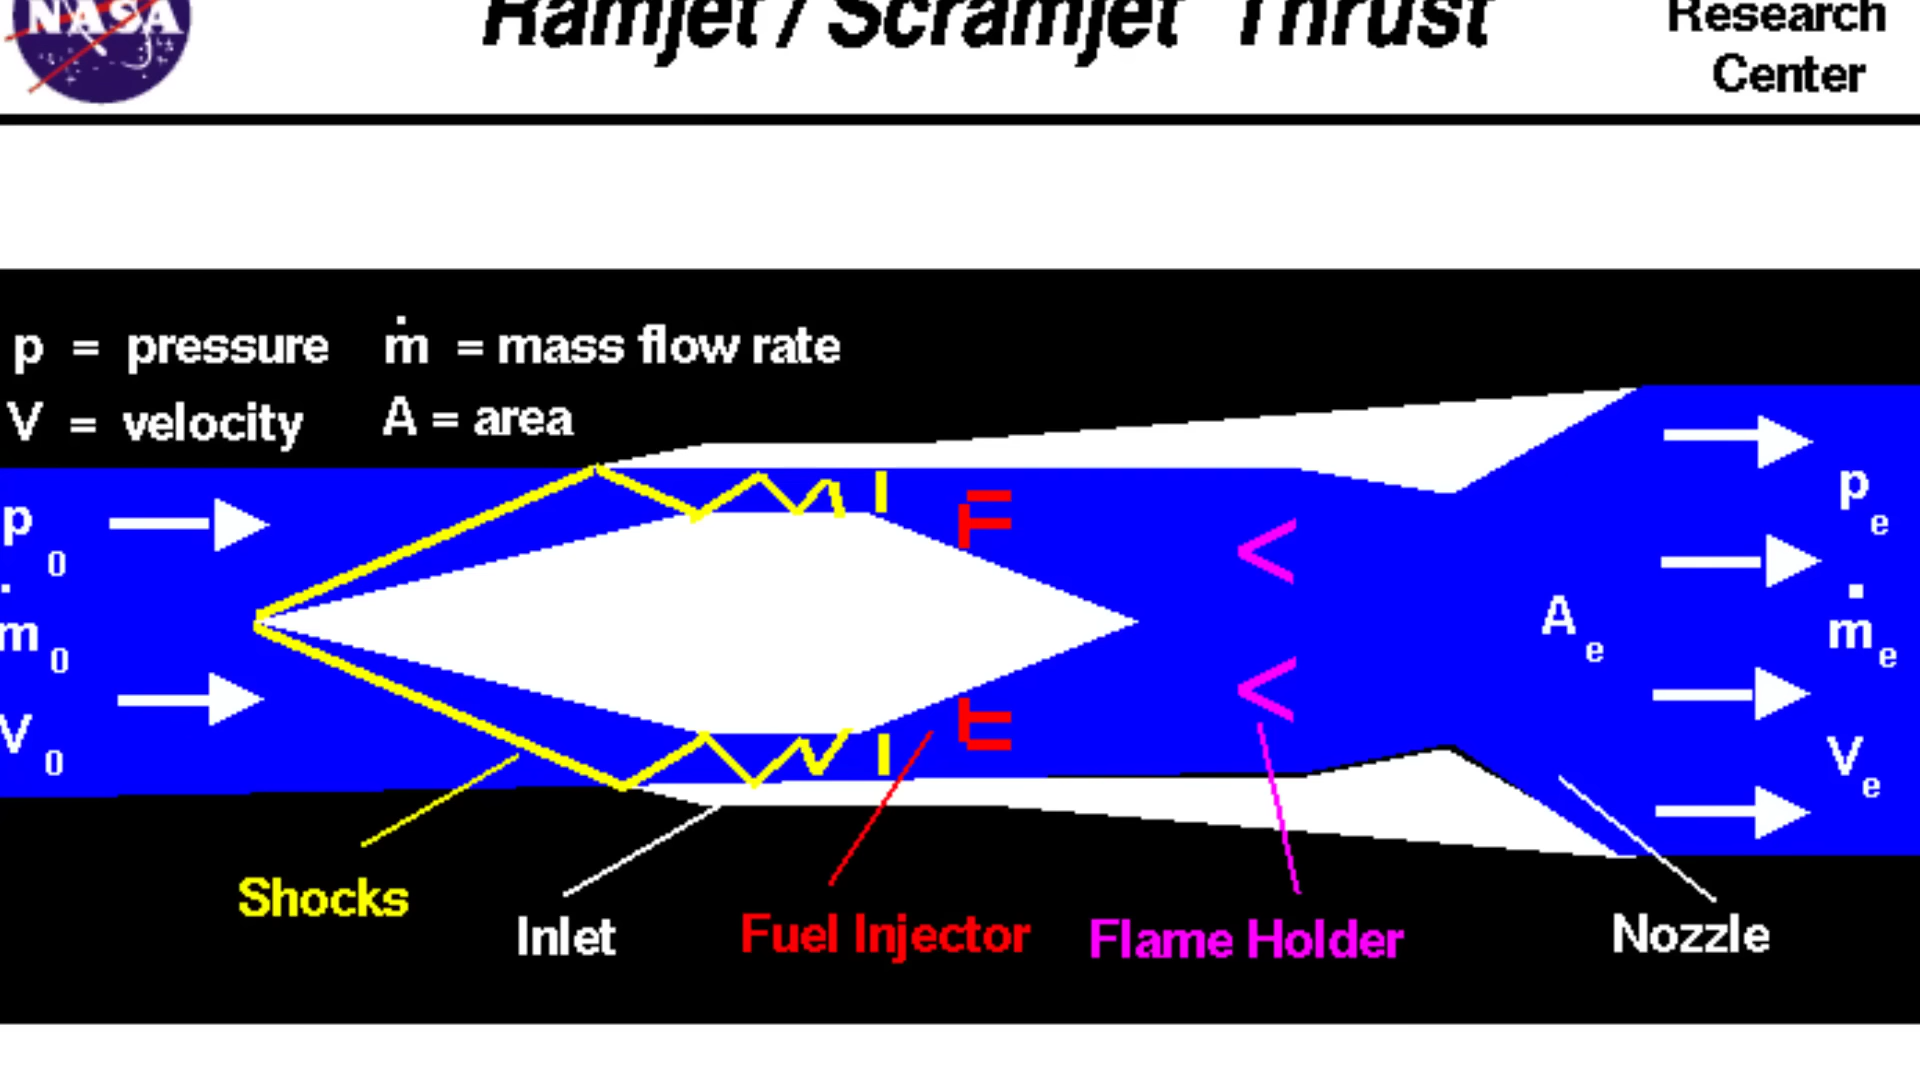 NASA
Ramjet / Scramjet Thrust
Research
Center
p = pressure ṁ = mass flow rate
V = velocity A = area
p0
ṁ0
V0
pe
ṁe
Ve
Ae
Shocks
Inlet
Fuel Injector
Flame Holder
Nozzle